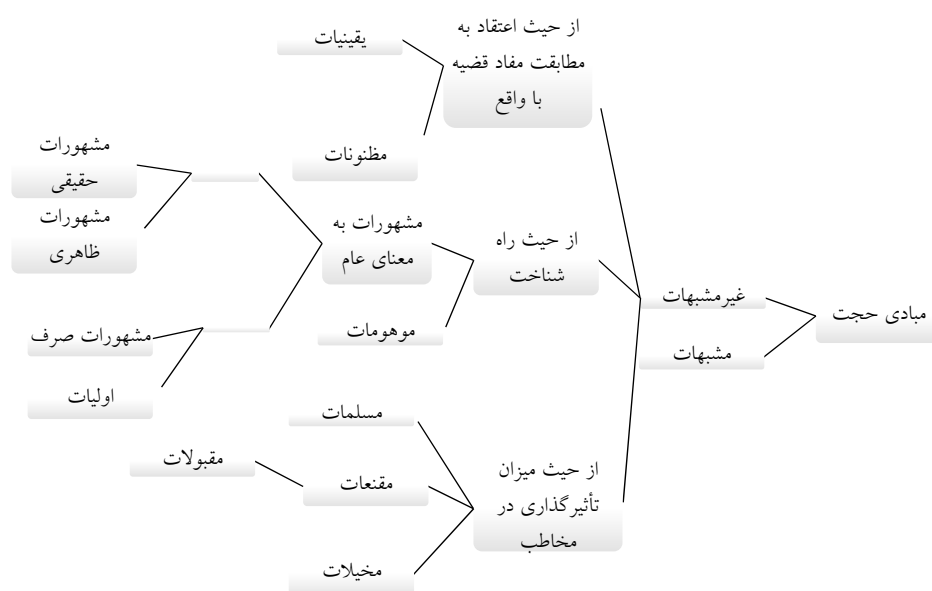 مبادی حجت
غیرمشبهات
مشبهات
از حیث اعتقاد به
مطابقت مفاد قضیه
با واقع
یقینیات
مظنونات
از حیث راه
شناخت
مشهورات به
معنای عام
مشهورات
حقیقی
مشهورات
ظاهری
مشهورات صرف
اولیات
موهومات
از حیث میزان
تأثیرگذاری در
مخاطب
مسلمات
مقنعات
مقبولات
مخیلات